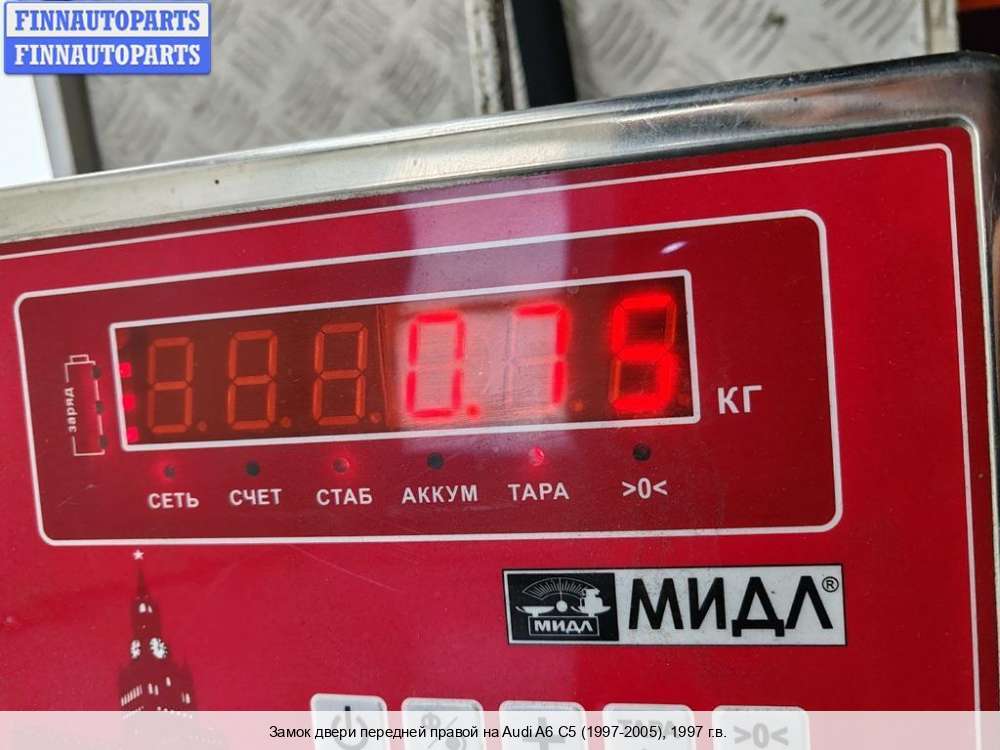 FINNAUTOPARTS
FINNAUTOPARTS
заряд
0.75
КГ
СЕТЬ СЧЕТ СТАБ АККУМ ТАРА >0<
МИДЛ МИДЛ®
ТАРА >0<
Замок двери передней правой на Audi A6 C5 (1997-2005), 1997 г.в.